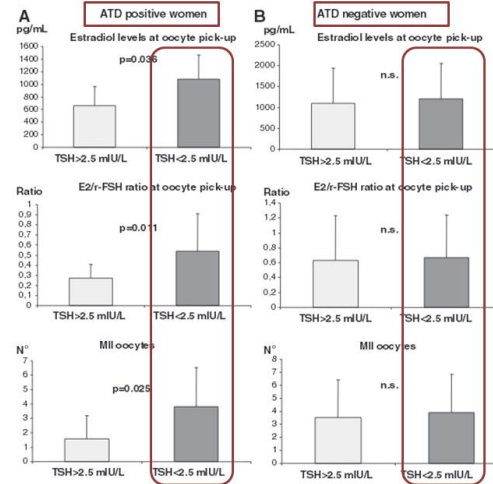 A
ATD positive women
pg/mL
Estradiol levels at oocyte pick-up
1600
1400
1200
1000
800
600
400
200
0
p=0.036
TSH>2.5 mIU/L
TSH<2.5 mIU/L
Ratio
E2/r-FSH ratio at oocyte pick-up
1
0,9
0,8
0,7
0,6
0,5
0,4
0,3
0,2
0,1
0
p=0.011
TSH>2.5 mIU/L
TSH<2.5 mIU/L
N°
MII oocytes
7
6
5
4
3
2
1
0
p=0.025
TSH>2.5 mIU/L
TSH<2.5 mIU/L
B
ATD negative women
pg/mL
Estradiol levels at oocyte pick-up
2500
2000
1500
1000
500
0
n.s.
TSH>2.5 mIU/L
TSH<2.5 mIU/L
Ratio
E2/r-FSH ratio at oocyte pick-up
1.4
1.2
1
0,8
0,6
0,4
0,2
0
n.s.
TSH>2.5 mIU/L
TSH<2.5 mIU/L
N°
MII oocytes
8
7
6
5
4
3
2
1
0
n.s.
TSH>2.5 mIU/L
TSH<2.5 mIU/L